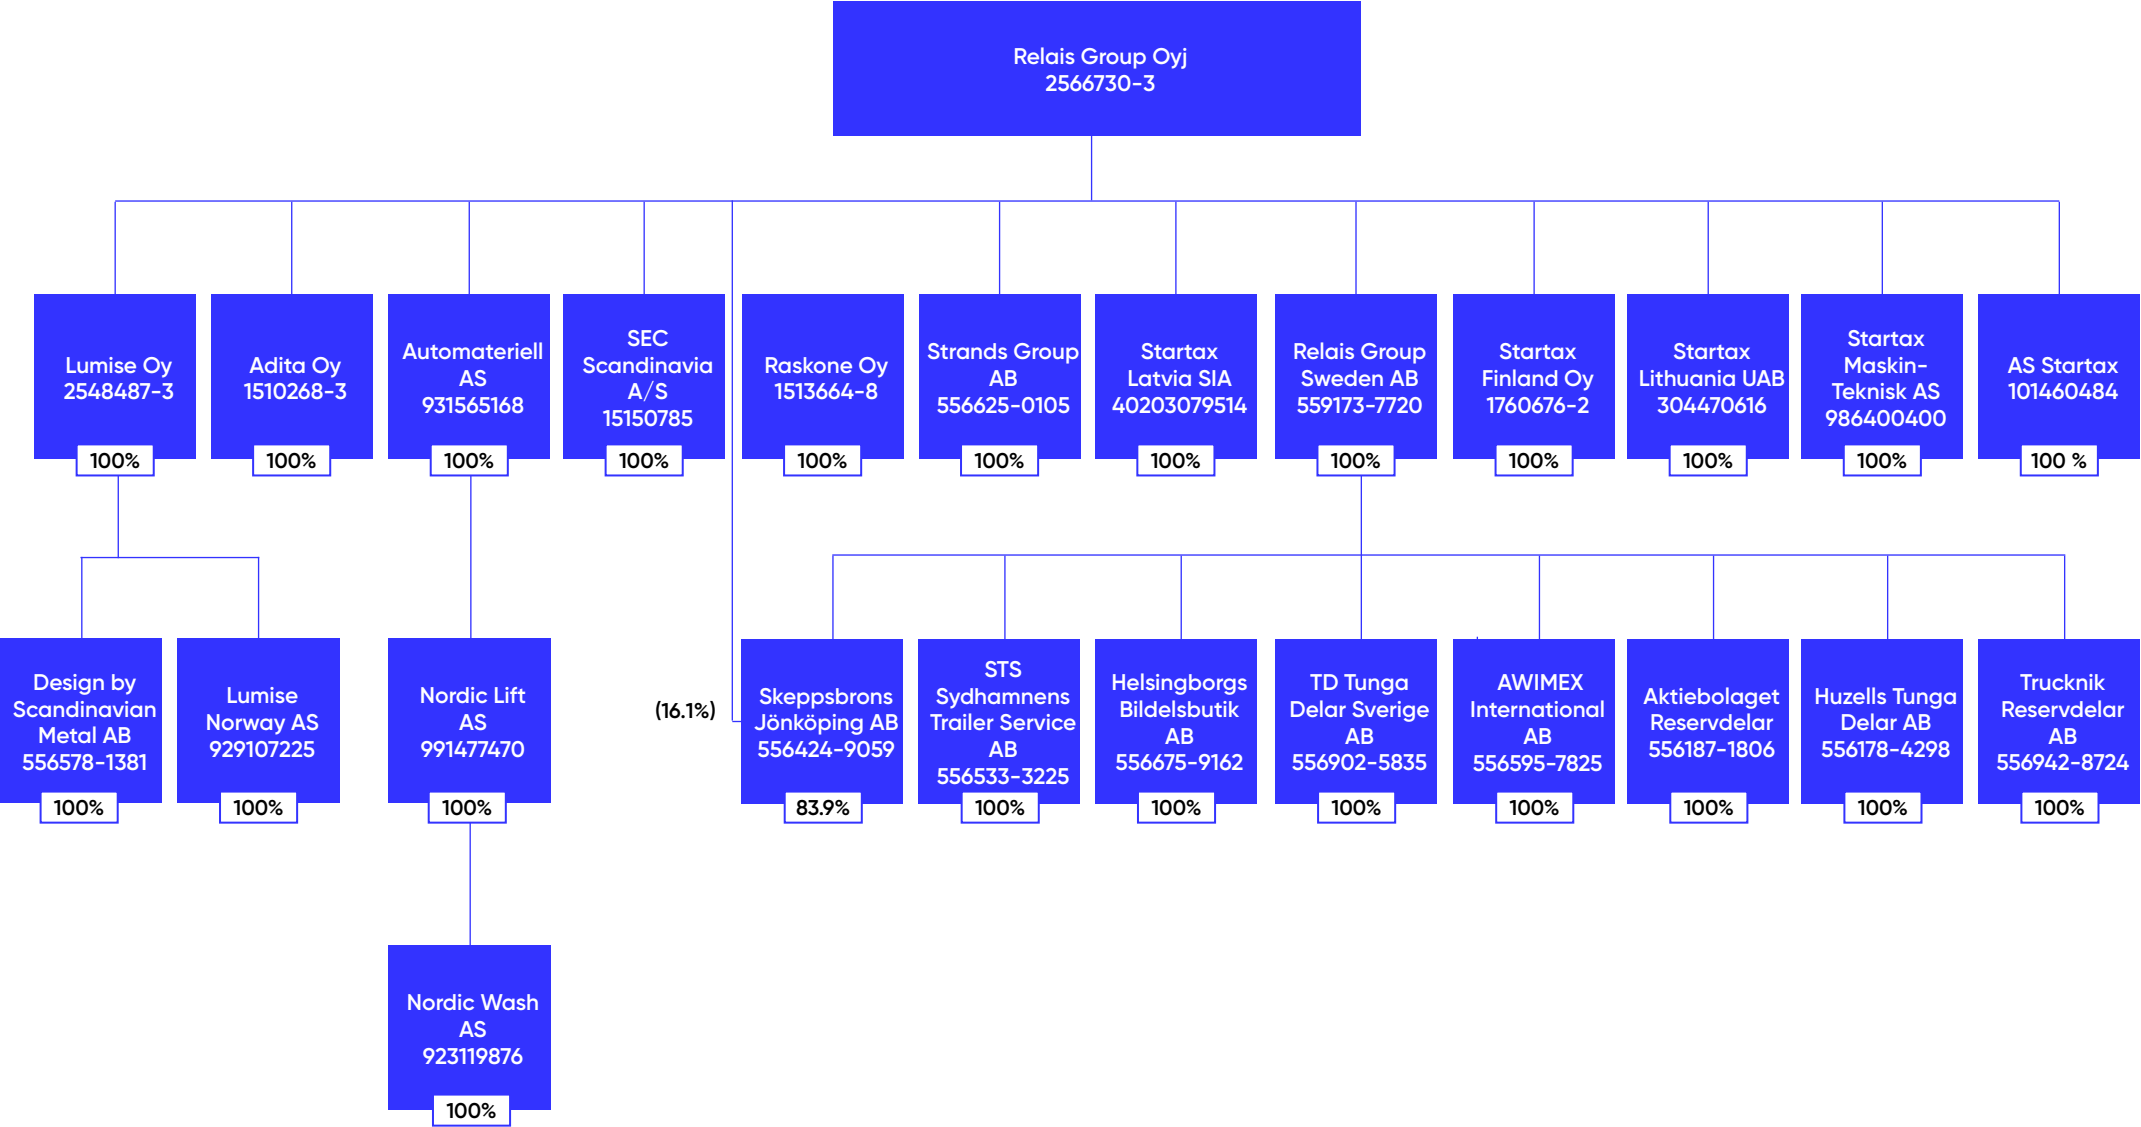 Relais Group Oyj
2566730-3
Lumise Oy
2548487-3
100%
Adita Oy
1510268-3
100%
Automateriell
AS
931565168
100%
SEC
Scandinavia
A/S
15150785
100%
Raskone Oy
1513664-8
100%
Strands Group
AB
556625-0105
100%
Startax
Latvia SIA
40203079514
100%
Relais Group
Sweden AB
559173-7720
100%
Startax
Finland Oy
1760676-2
100%
Startax
Lithuania UAB
304470616
100%
Startax
Maskin-
Teknisk AS
986400400
100%
AS Startax
101460484
100 %
Design by
Scandinavian
Metal AB
556578-1381
100%
Lumise
Norway AS
929107225
100%
Nordic Lift
AS
991477470
100%
(16.1%)
Skeppsbrons
Jönköping AB
556424-9059
83.9%
STS
Sydhamnens
Trailer Service
AB
556533-3225
100%
Helsingborgs
Bildelsbutik
AB
556675-9162
100%
TD Tunga
Delar Sverige
AB
556902-5835
100%
AWIMEX
International
AB
556595-7825
100%
Aktiebolaget
Reservdelar
556187-1806
100%
Huzells Tunga
Delar AB
556178-4298
100%
Trucknik
Reservdelar
AB
556942-8724
100%
Nordic Wash
AS
923119876
100%